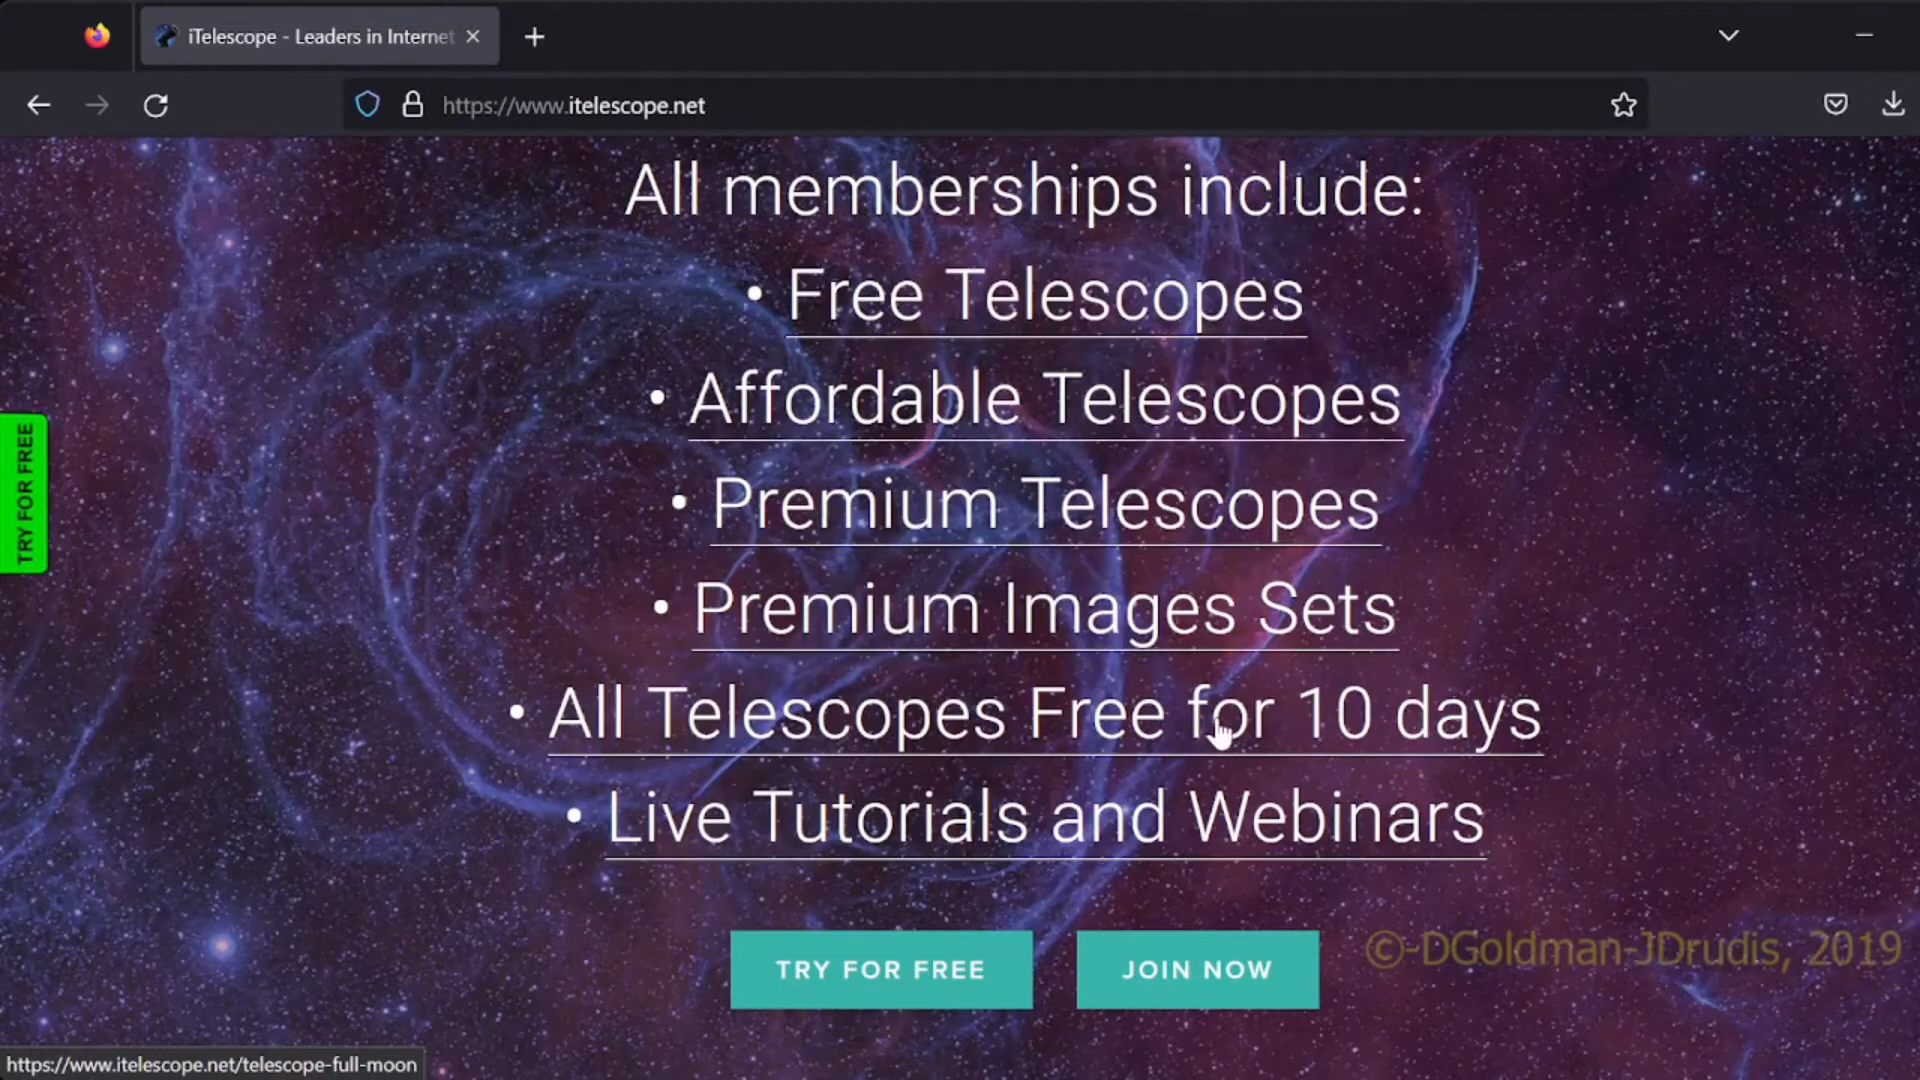 iTelescope - Leaders in Internet
https://www.itelescope.net
All memberships include:
• Free Telescopes
• Affordable Telescopes
• Premium Telescopes
• Premium Images Sets
• All Telescopes Free for 10 days
• Live Tutorials and Webinars
TRY FOR FREE
TRY FOR FREE
JOIN NOW
©-DGoldman-JDrudis, 2019
https://www.itelescope.net/telescope-full-moon